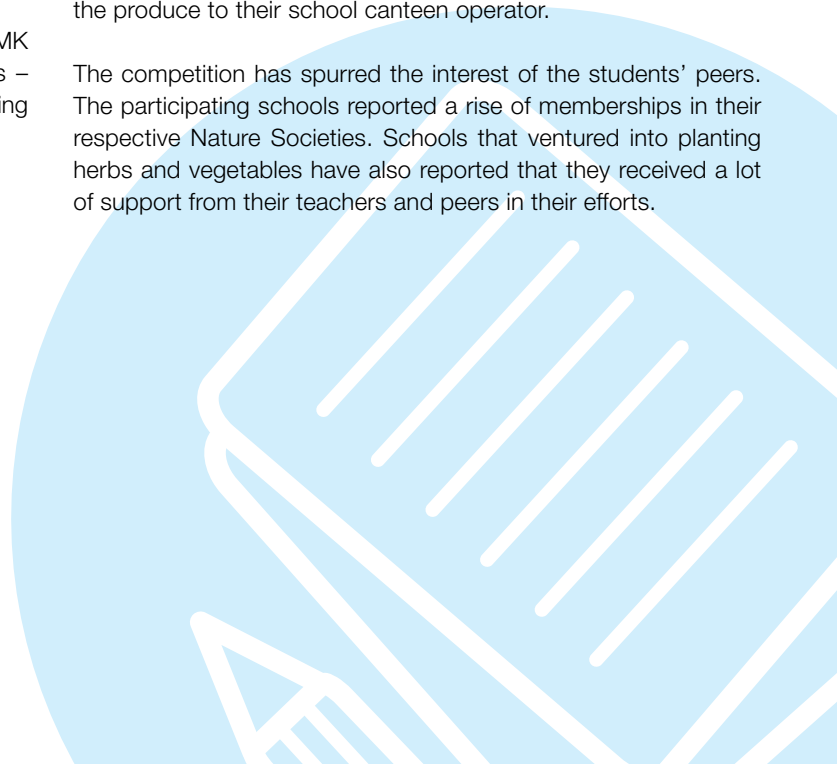 MK
s –
ing
the produce to their school canteen operator.
The competition has spurred the interest of the students’ peers.
The participating schools reported a rise of memberships in their
respective Nature Societies. Schools that ventured into planting
herbs and vegetables have also reported that they received a lot
of support from their teachers and peers in their efforts.